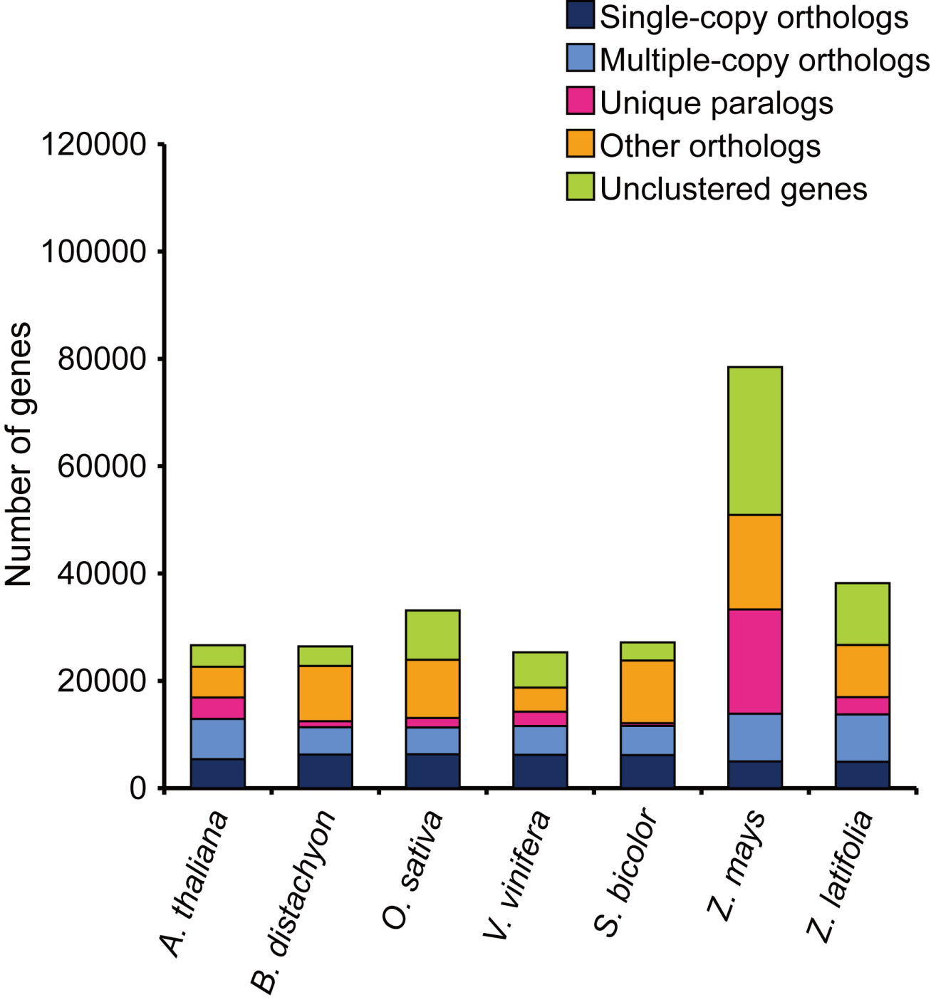 Single-copy orthologs
Multiple-copy orthologs
Unique paralogs
Other orthologs
Unclustered genes
Number of genes
120000
100000
80000
60000
40000
20000
0
A. thaliana
B. distachyon
O. sativa
V. vinifera
S. bicolor
Z. mays
Z. latifolia